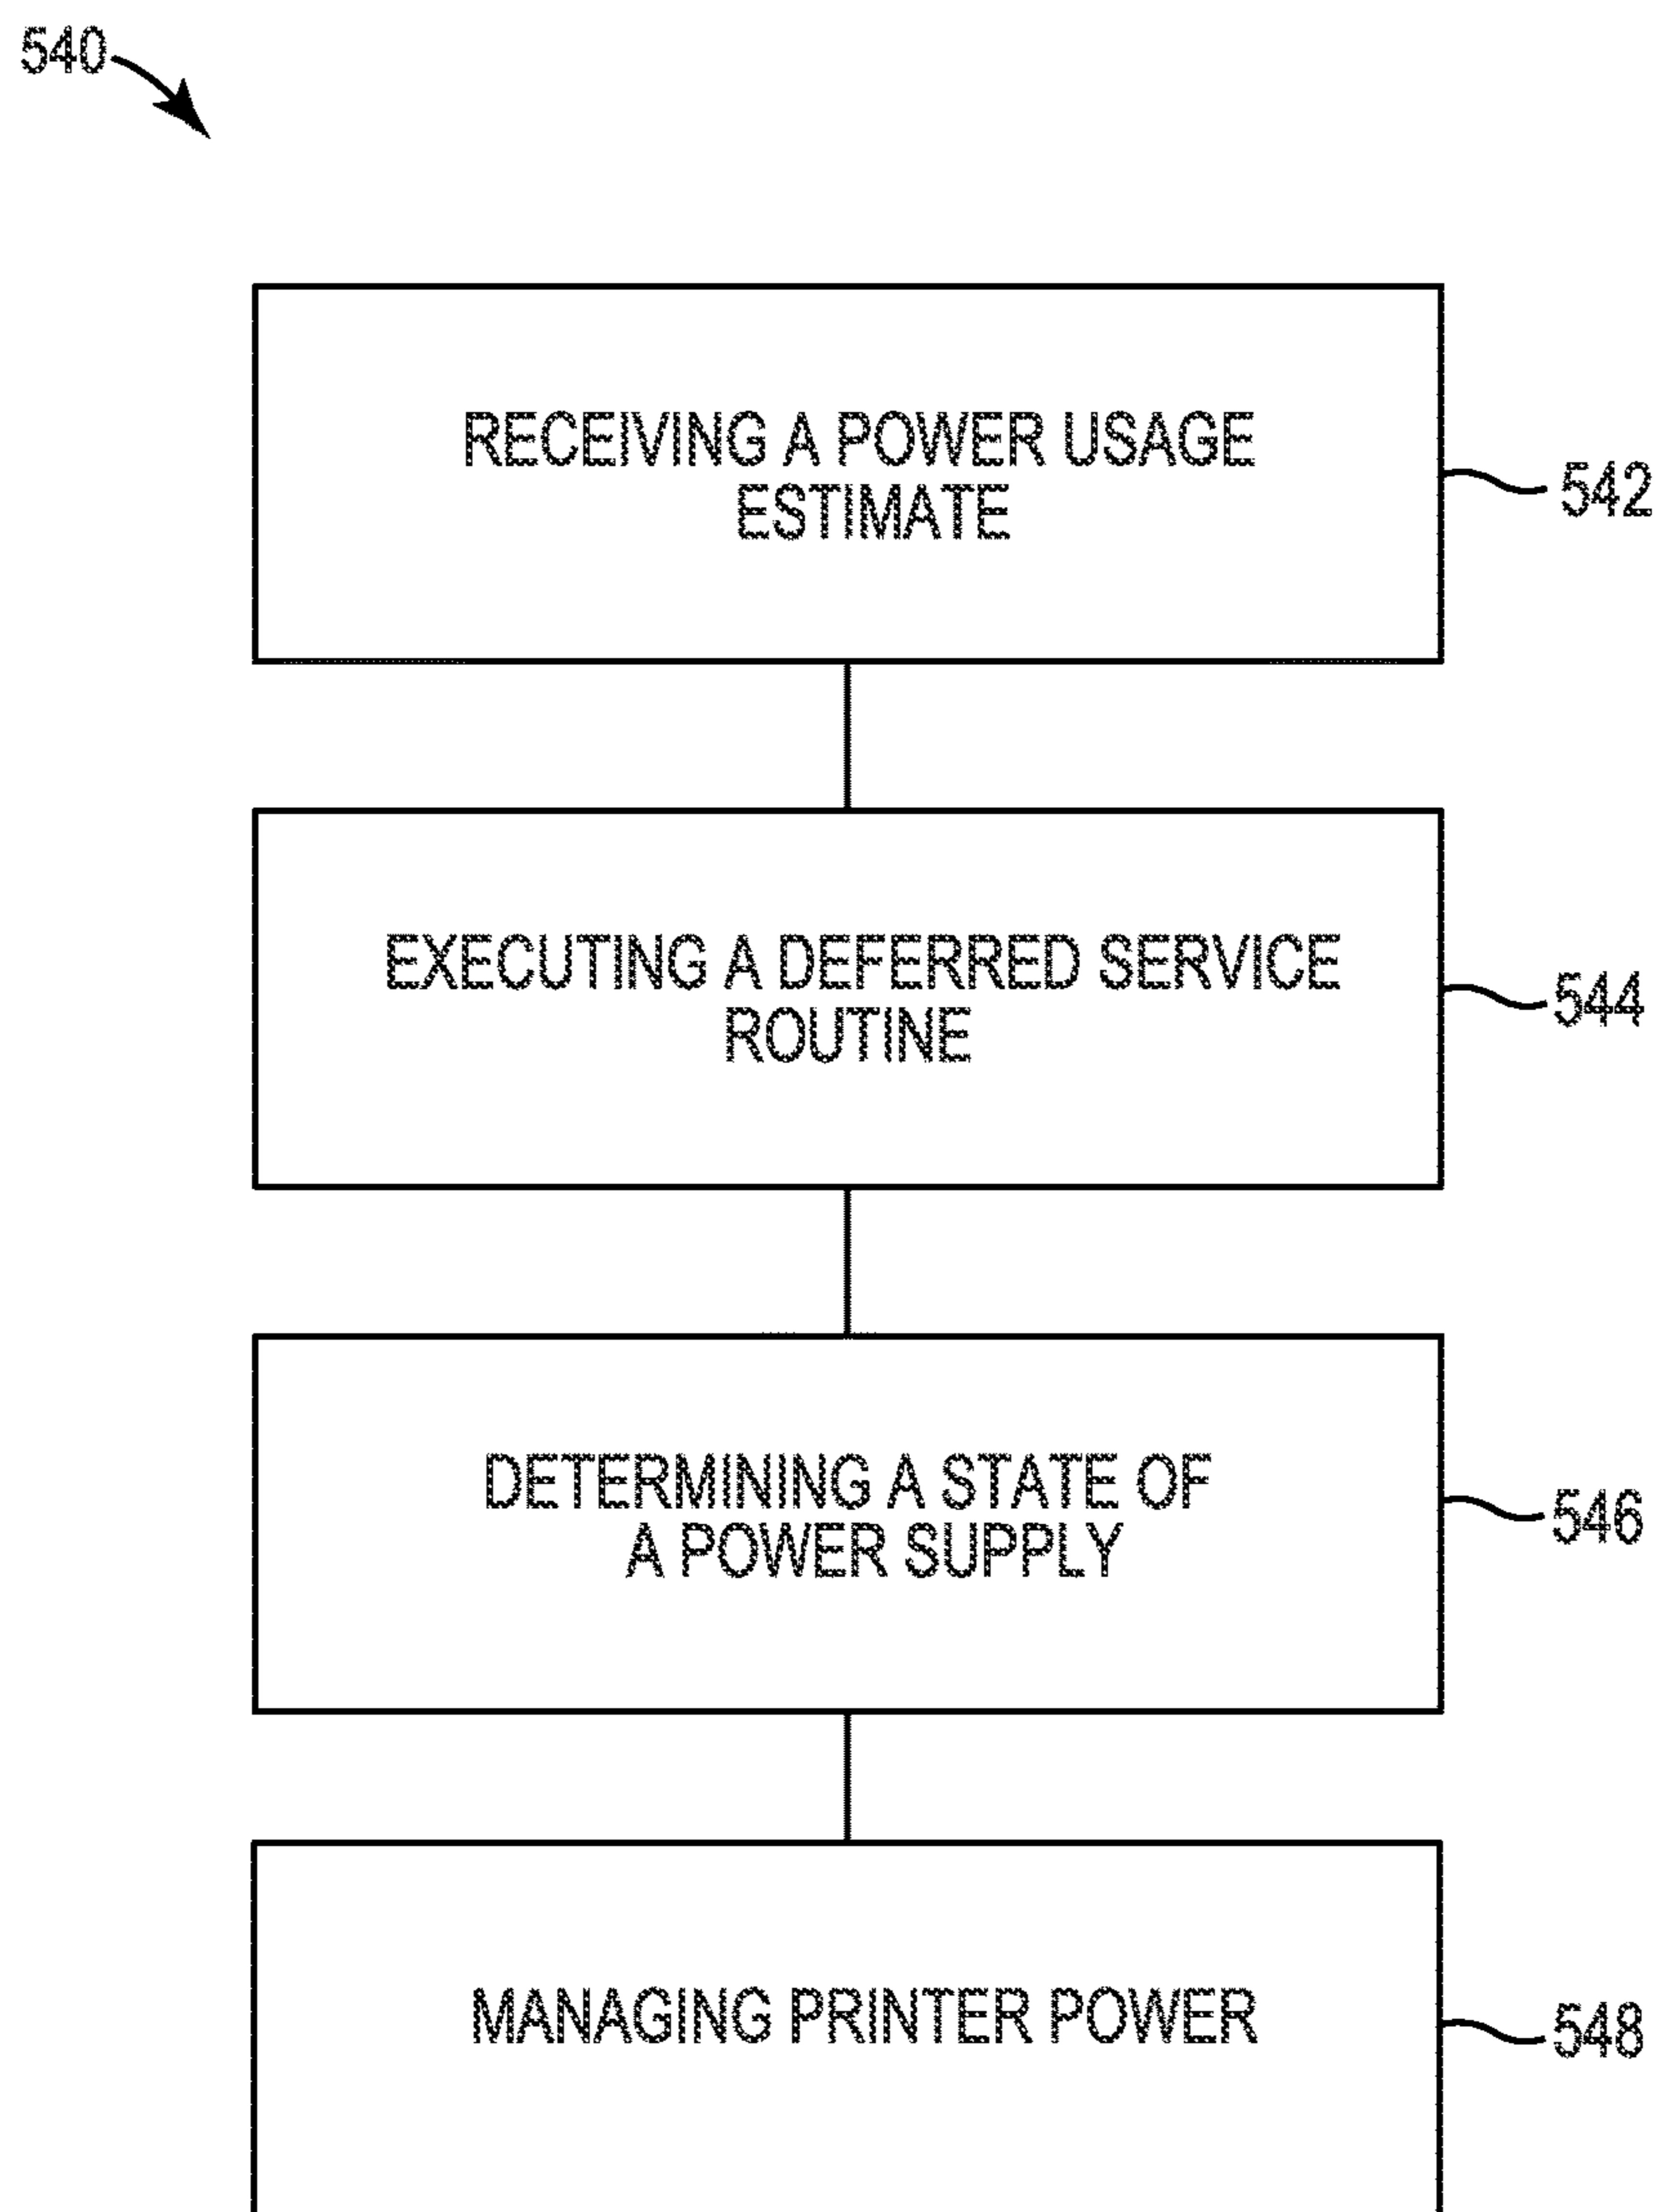 540
RECEIVING A POWER USAGE
ESTIMATE
542
EXECUTING A DEFERRED SERVICE
ROUTINE
544
DETERMINING A STATE OF
A POWER SUPPLY
546
MANAGING PRINTER POWER
548